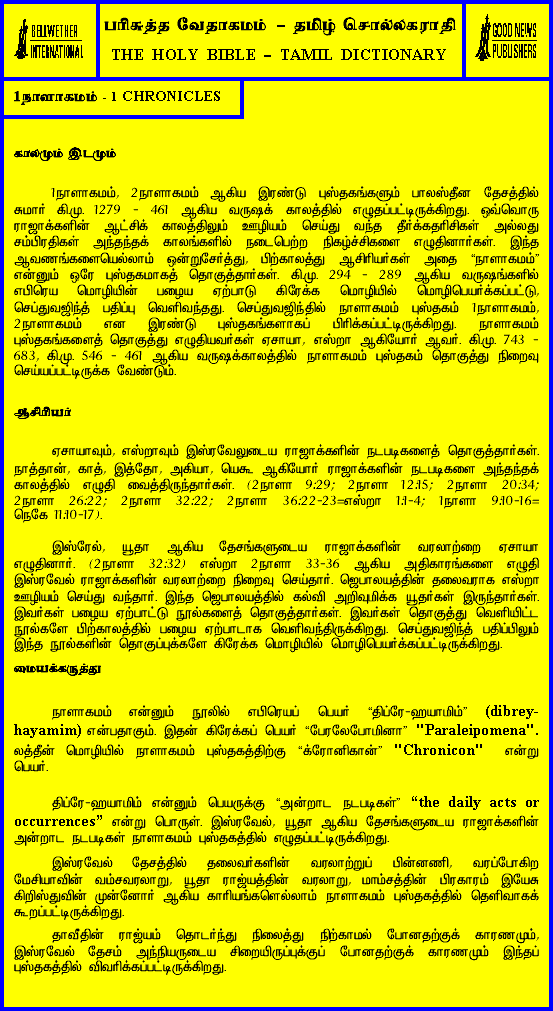 BELLWETHER
INTERNATIONAL
பரிசுத்த வேதாகமம் – தமிழ் சொல்லகராதி
THE HOLY BIBLE – TAMIL DICTIONARY
GOOD NEWS
PUBLISHERS
1நாளாகமம் - 1 CHRONICLES
காலமும் இடமும்
1நாளாகமம், 2நாளாகமம் ஆகிய இரண்டு புஸ்தகங்களும் பாலஸ்தீன தேசத்தில்
சுமார் கி.மு. 1279 - 461 ஆகிய வருஷக் காலத்தில் எழுதப்பட்டிருக்கிறது. ஒவ்வொரு
ராஜாக்களின் ஆட்சிக் காலத்திலும் ஊழியம் செய்து வந்த தீர்க்கதரிசிகள் அல்லது
சம்பிரதிகள் அந்தந்தக் காலங்களில் நடைபெற்ற நிகழ்ச்சிகளை எழுதினார்கள். இந்த
ஆவணங்களையெல்லாம் ஒன்றுசேர்த்து, பிற்காலத்து ஆசிரியர்கள் அதை “நாளாகமம்”
என்னும் ஒரே புஸ்தகமாகத் தொகுத்தார்கள். கி.மு. 294 - 289 ஆகிய வருஷங்களில்
எபிரெய மொழியின் பழைய ஏற்பாடு கிரேக்க மொழியில் மொழிபெயர்க்கப்பட்டு,
செப்துவஜிந்த் பதிப்பு வெளிவந்தது. செப்துவஜிந்தில் நாளாகமம் புஸ்தகம் 1நாளாகமம்,
2நாளாகமம் என இரண்டு புஸ்தகங்களாகப் பிரிக்கப்பட்டிருக்கிறது. நாளாகமம்
புஸ்தகங்களைத் தொகுத்து எழுதியவர்கள் ஏசாயா, எஸ்றா ஆகியோர் ஆவர். கி.மு. 743 -
683, கி.மு. 546 - 461 ஆகிய வருஷக்காலத்தில் நாளாகமம் புஸ்தகம் தொகுத்து நிறைவு
செய்யப்பட்டிருக்க வேண்டும்.
ஆசிரியர்
ஏசாயாவும், எஸ்றாவும் இஸ்ரவேலுடைய ராஜாக்களின் நடபடிகளைத் தொகுத்தார்கள்.
நாத்தான், காத், இத்தோ, அகியா, யெகூ ஆகியோர் ராஜாக்களின் நடபடிகளை அந்தந்தக்
காலத்தில் எழுதி வைத்திருந்தார்கள். (2நாளா 9:29; 2நாளா 12:15; 2நாளா 20:34;
2நாளா 26:22; 2நாளா 32:22; 2நாளா 36:22-23=எஸ்றா 1:1-4; 1நாளா 9:10-16=
நெகே 11:10-17).
இஸ்ரேல், யூதா ஆகிய தேசங்களுடைய ராஜாக்களின் வரலாற்றை ஏசாயா
எழுதினார். (2நாளா 32:32) எஸ்றா 2நாளா 33-36 ஆகிய அதிகாரங்களை எழுதி
இஸ்ரவேல் ராஜாக்களின் வரலாற்றை நிறைவு செய்தார். ஜெபாலயத்தின் தலைவராக எஸ்றா
ஊழியம் செய்து வந்தார். இந்த ஜெபாலயத்தில் கல்வி அறிவுமிக்க யூதர்கள் இருந்தார்கள்.
இவர்கள் பழைய ஏற்பாட்டு நூல்களைத் தொகுத்தார்கள். இவர்கள் தொகுத்து வெளியிட்ட
நூல்களே பிற்காலத்தில் பழைய ஏற்பாடாக வெளிவந்திருக்கிறது. செப்துவஜிந்த் பதிப்பிலும்
இந்த நூல்களின் தொகுப்புக்களே கிரேக்க மொழியில் மொழிபெயர்க்கப்பட்டிருக்கிறது.
மையக்கருத்து
நாளாகமம் என்னும் நூலில் எபிரெயப் பெயர் “திப்ரே-ஹயாமிம்” (dibrey-
hayamim) என்பதாகும். இதன் கிரேக்கப் பெயர் “பேரலேபோமினா” "Paraleipomena".
லத்தீன் மொழியில் நாளாகமம் புஸ்தகத்திற்கு “க்ரோனிகான்” "Chronicon" என்று
பெயர்.
திப்ரே-ஹயாமிம் என்னும் பெயருக்கு “அன்றாட நடபடிகள்” “the daily acts or
occurrences” என்று பொருள். இஸ்ரவேல், யூதா ஆகிய தேசங்களுடைய ராஜாக்களின்
அன்றாட நடபடிகள் நாளாகமம் புஸ்தகத்தில் எழுதப்பட்டிருக்கிறது.
இஸ்ரவேல் தேசத்தில் தலைவர்களின் வரலாற்றுப் பின்னணி, வரப்போகிற
மேசியாவின் வம்சவரலாறு, யூதா ராஜ்யத்தின் வரலாறு, மாம்சத்தின் பிரகாரம் இயேசு
கிறிஸ்துவின் முன்னோர் ஆகிய காரியங்களெல்லாம் நாளாகமம் புஸ்தகத்தில் தெளிவாகக்
கூறப்பட்டிருக்கிறது.
தாவீதின் ராஜ்யம் தொடர்ந்து நிலைத்து நிற்காமல் போனதற்குக் காரணமும்,
இஸ்ரவேல் தேசம் அந்நியருடைய சிறையிருப்புக்குப் போனதற்குக் காரணமும் இந்தப்
புஸ்தகத்தில் விவரிக்கப்பட்டிருக்கிறது.